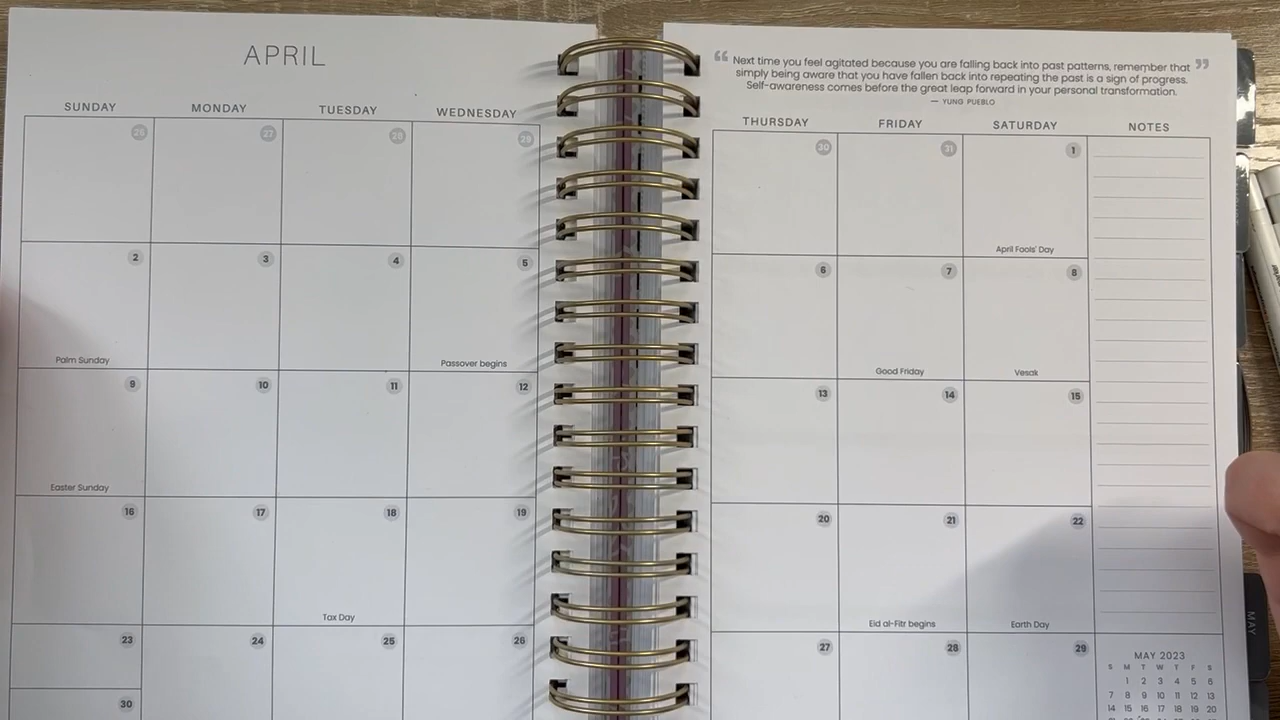 APRIL
SUNDAY MONDAY TUESDAY WEDNESDAY
26 27 28 29
2 3 4 5
Palm Sunday Passover begins
9 10 11 12
Easter Sunday
16 17 18 19
Tax Day
23 24 25 26
30
“ Next time you feel agitated because you are falling back into past patterns, remember that ”
simply being aware that you have fallen back into repeating the past is a sign of progress.
Self-awareness comes before the great leap forward in your personal transformation.
— YUNG PUEBLO
THURSDAY FRIDAY SATURDAY NOTES
30 31 1
April Fools' Day
6 7 8
Good Friday Vesak
13 14 15
20 21 22
Eid al-Fitr begins Earth Day
27 28 29
MAY 2023
S M T W T F S
1 2 3 4 5 6
7 8 9 10 11 12 13
14 15 16 17 18 19 20
MAY